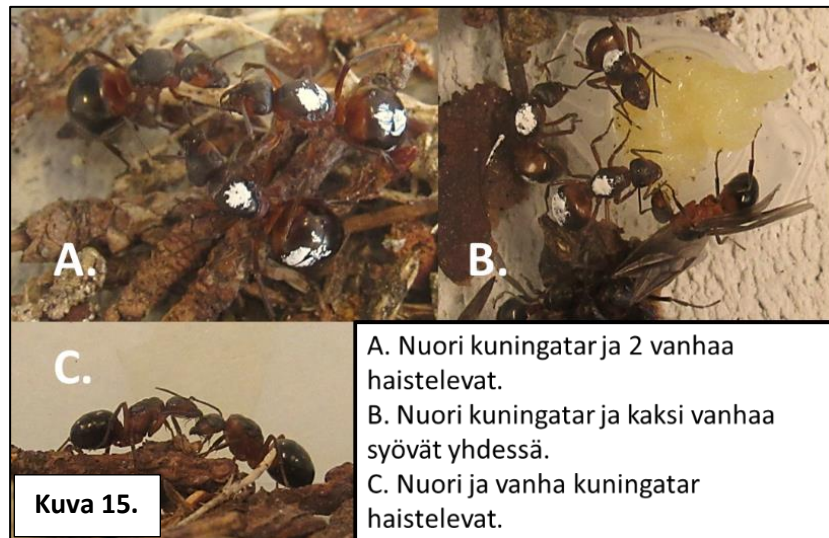 A.
B.
C.
Kuva 15.
A. Nuori kuningatar ja 2 vanhaa
haistelevat.
B. Nuori kuningatar ja kaksi vanhaa
syövät yhdessä.
C. Nuori ja vanha kuningatar
haistelevat.